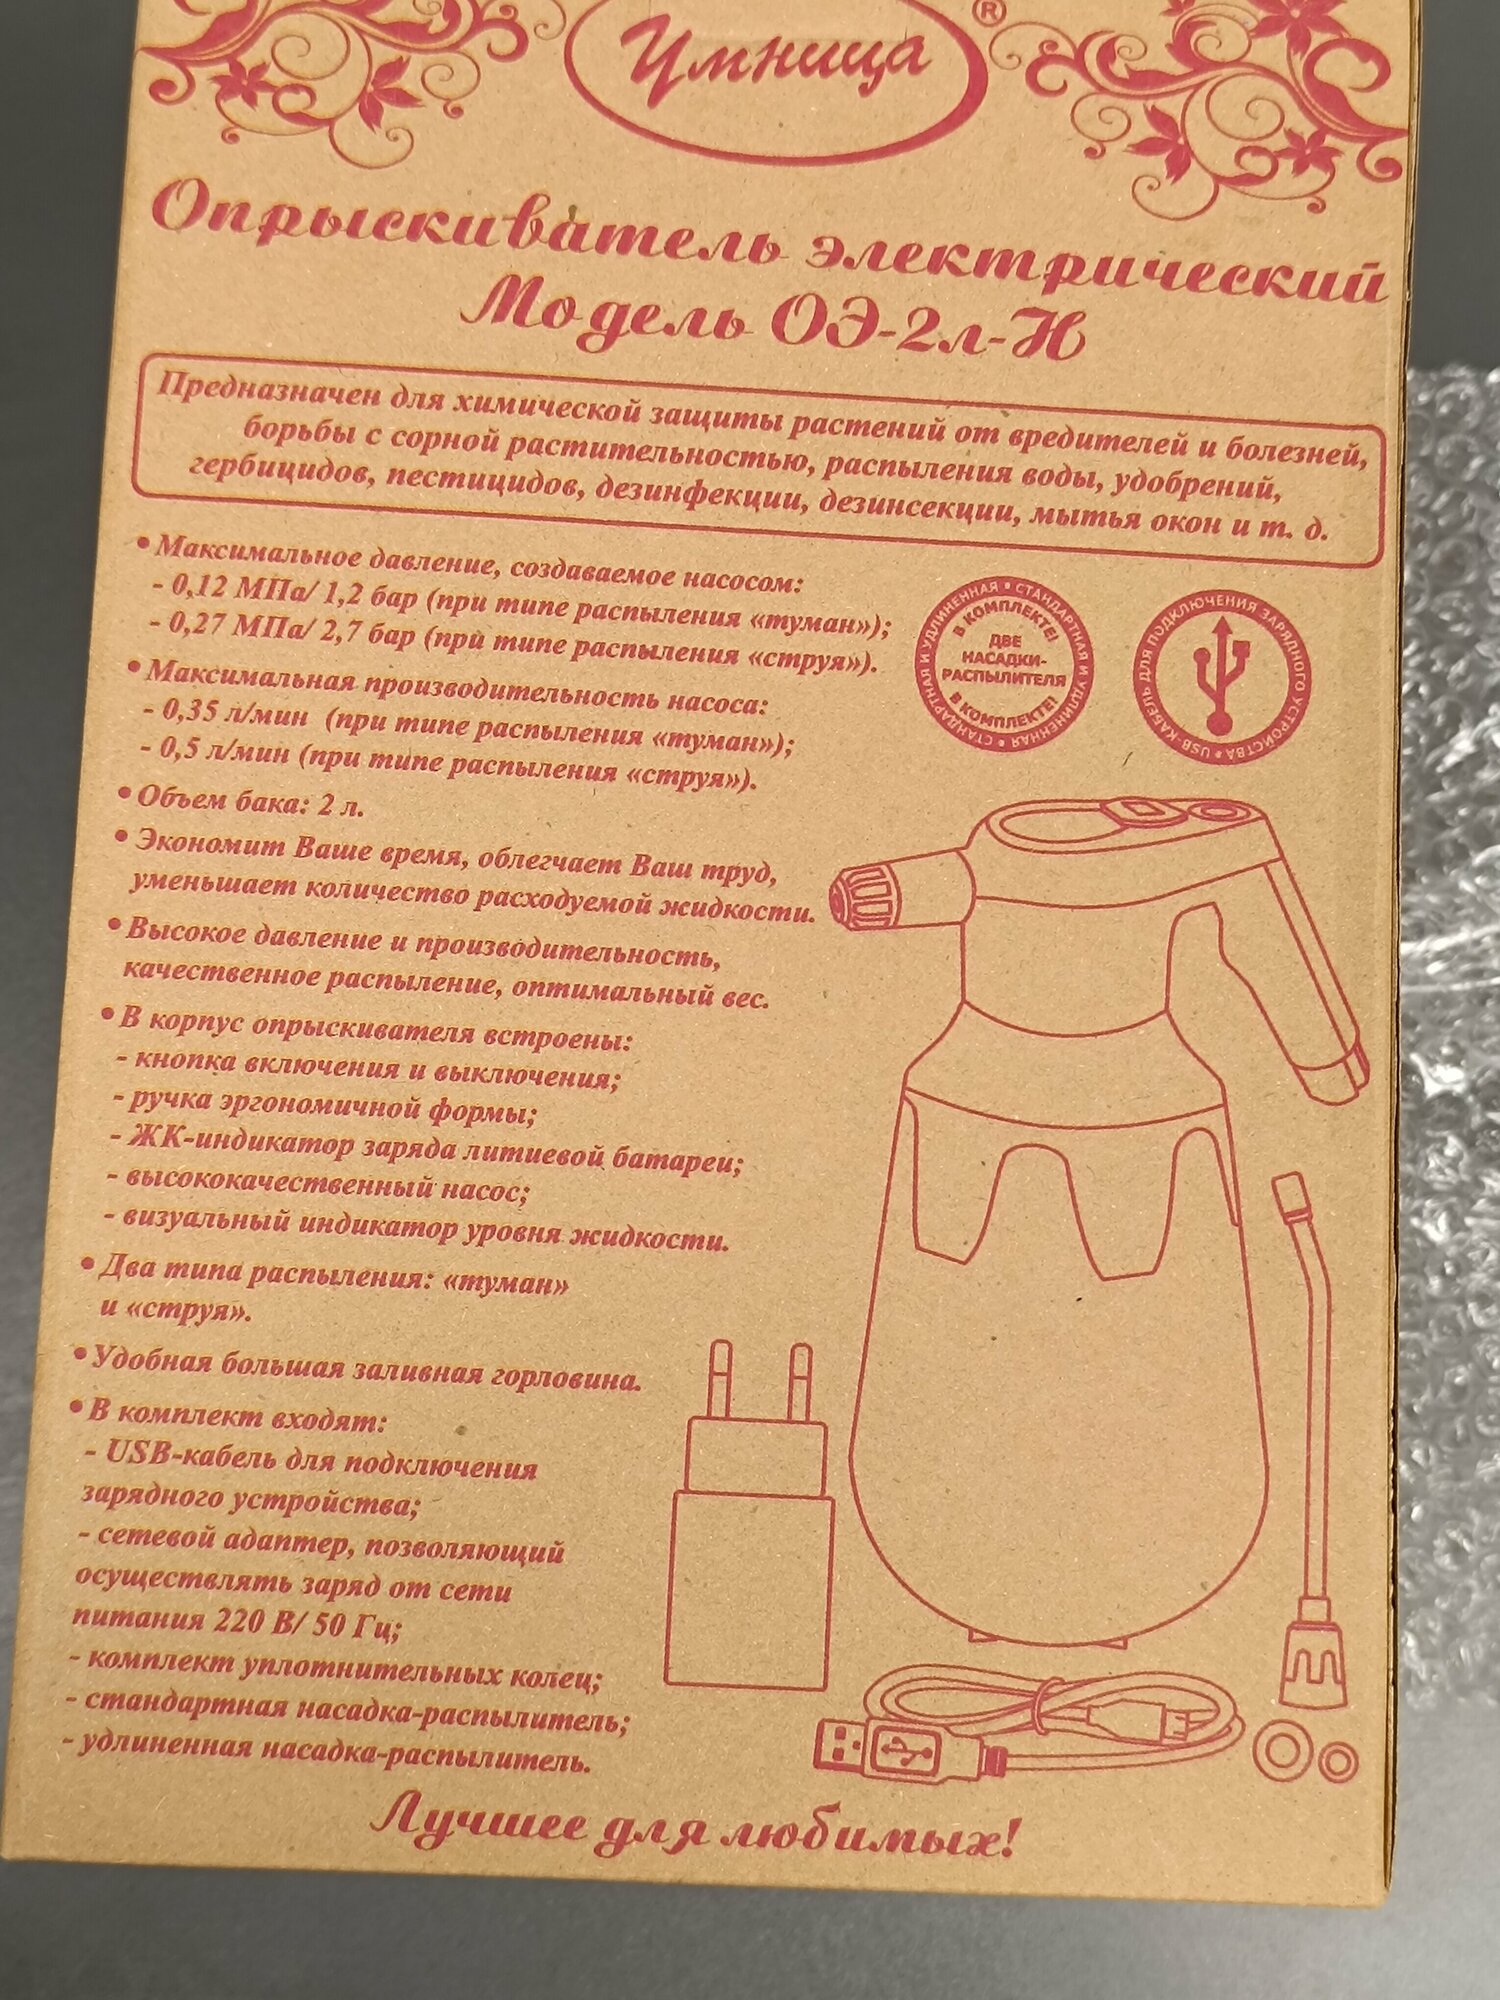 Умница ®
Опрыскиватель электрический
Модель ОЭ-2л-Н
Предназначен для химической защиты растений от вредителей и болезней,
борьбы с сорной растительностью, распыления воды, удобрений,
гербицидов, пестицидов, дезинфекции, дезинсекции, мытья окон и т. д.
• Максимальное давление, создаваемое насосом:
- 0,12 МПа/ 1,2 бар (при типе распыления «туман»);
- 0,27 МПа/ 2,7 бар (при типе распыления «струя»).
• Максимальная производительность насоса:
- 0,35 л/мин (при типе распыления «туман»);
- 0,5 л/мин (при типе распыления «струя»).
• Объем бака: 2 л.
• Экономит Ваше время, облегчает Ваш труд,
уменьшает количество расходуемой жидкости.
• Высокое давление и производительность,
качественное распыление, оптимальный вес.
• В корпус опрыскивателя встроены:
- кнопка включения и выключения;
- ручка эргономичной формы;
- ЖК-индикатор заряда литиевой батареи;
- высококачественный насос;
- визуальный индикатор уровня жидкости.
• Два типа распыления: «туман»
и «струя».
• Удобная большая заливная горловина.
• В комплект входят:
- USB-кабель для подключения
зарядного устройства;
- сетевой адаптер, позволяющий
осуществлять заряд от сети
питания 220 В/ 50 Гц;
- комплект уплотнительных колец;
- стандартная насадка-распылитель;
- удлиненная насадка-распылитель.
СТАНДАРТНАЯ И УДЛИНЕННАЯ • СТАНДАРТНАЯ И УДЛИНЕННАЯ •
В КОМПЛЕКТЕ!
ДВЕ
НАСАДКИ-
РАСПЫЛИТЕЛЯ
В КОМПЛЕКТЕ!
USB-КАБЕЛЬ ДЛЯ ПОДКЛЮЧЕНИЯ ЗАРЯДНОГО УСТРОЙСТВА •
Лучшее для любимых!